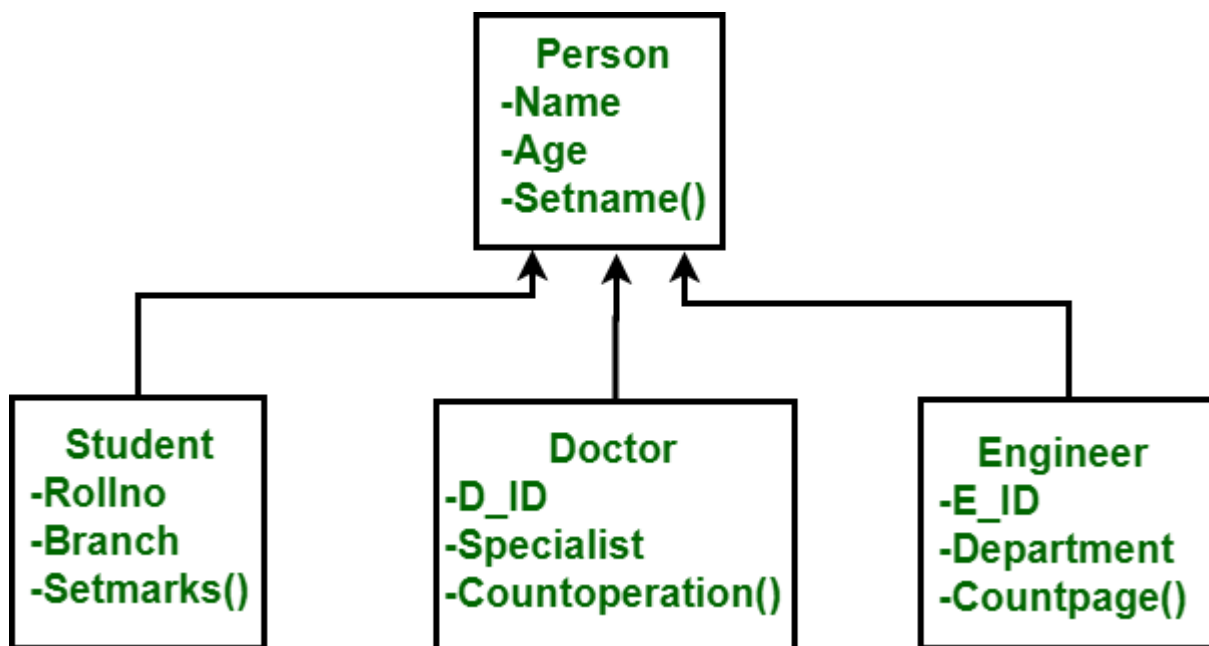 Person
-Name
-Age
-Setname()
Student
-Rollno
-Branch
-Setmarks()
Doctor
-D_ID
-Specialist
-Countoperation()
Engineer
-E_ID
-Department
-Countpage()